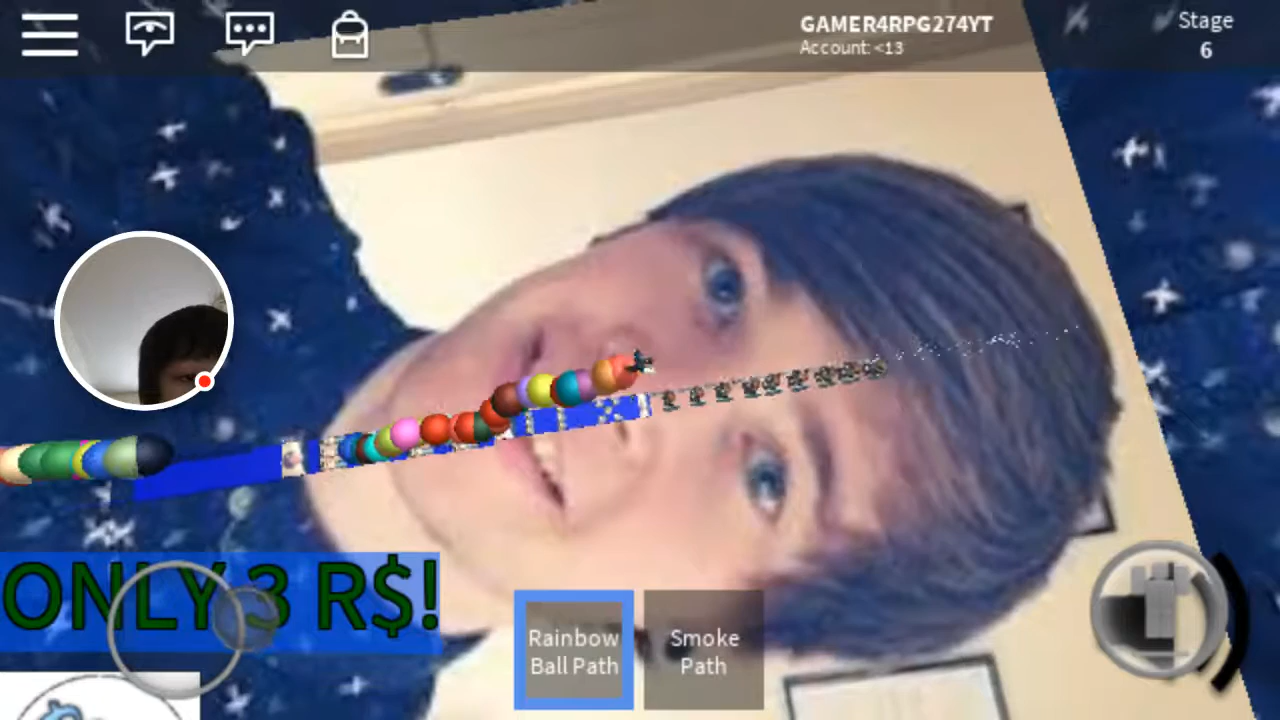 GAMER4RPG274YT
Account: <13
Stage
6
ONLY 3 R$!
Rainbow
Ball Path
Smoke
Path